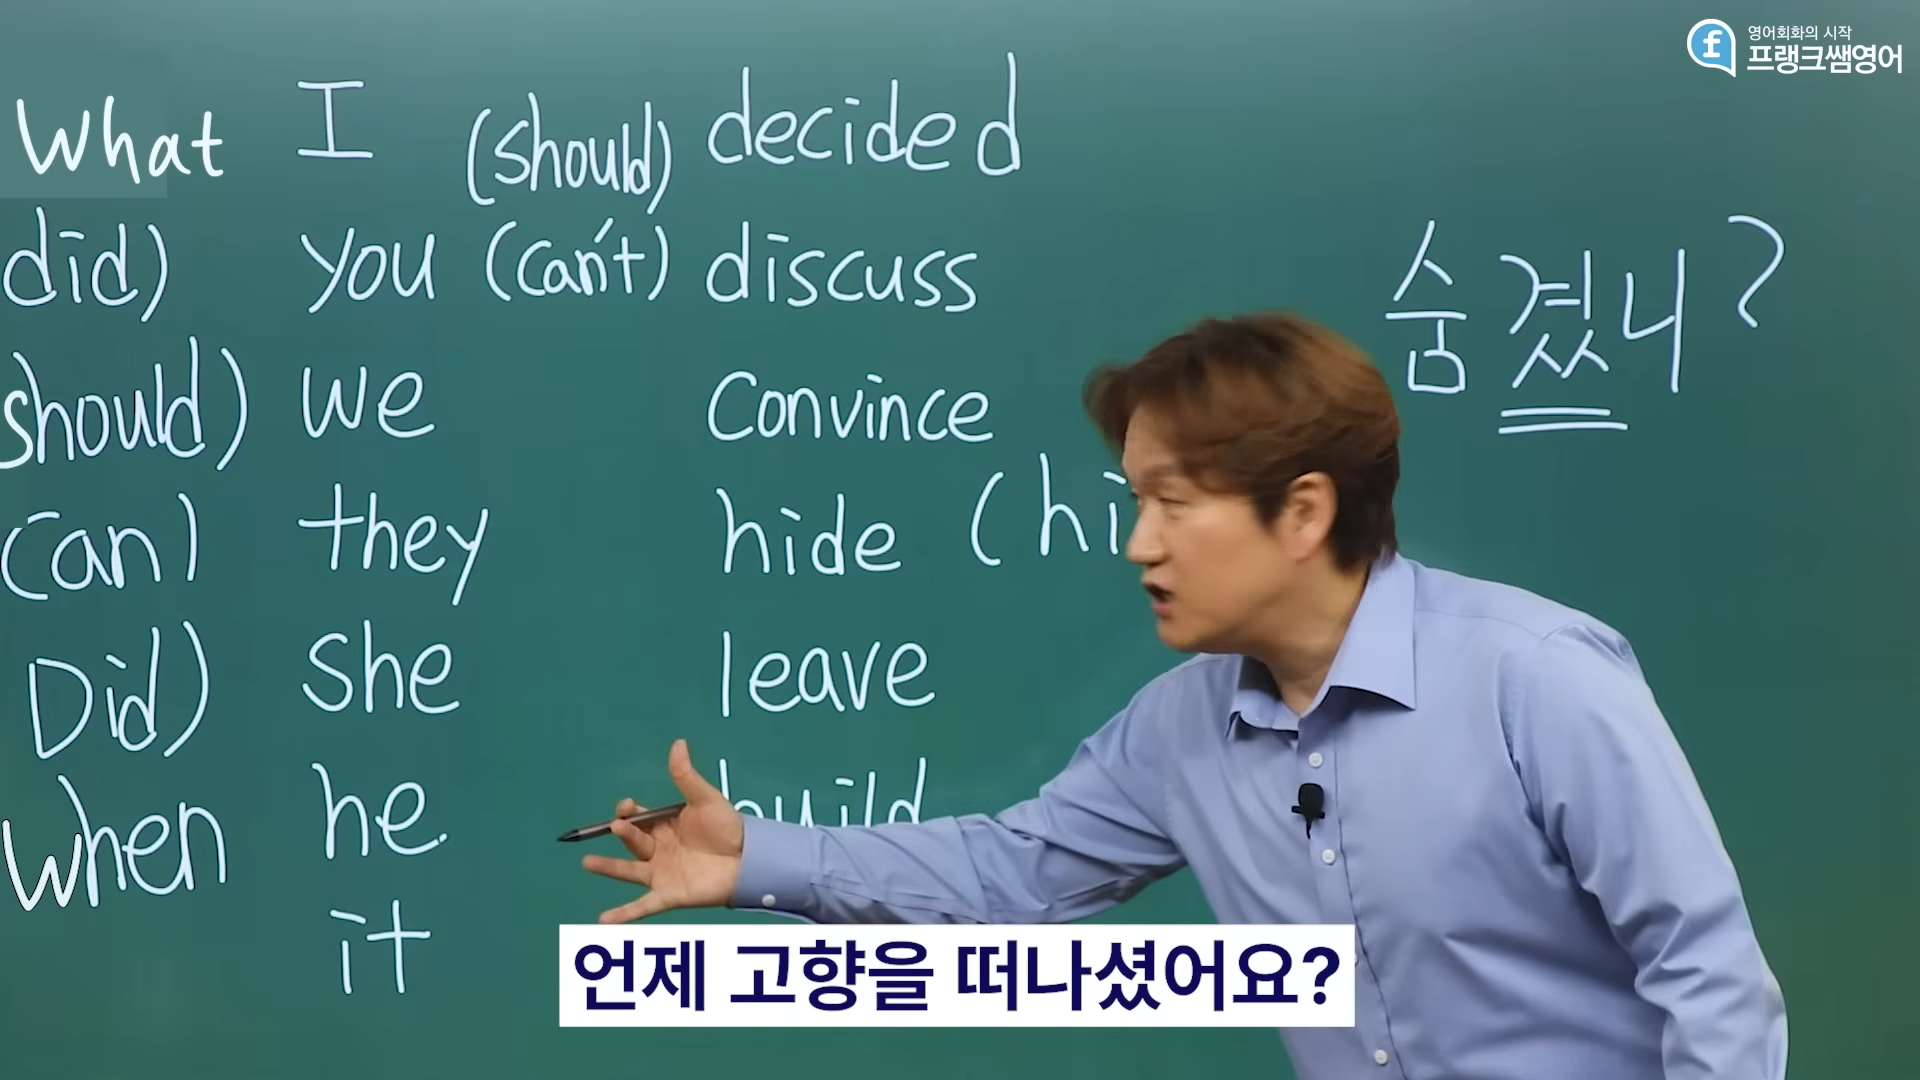 영어회화의 시작
프랭크쌤영어
What I (should) decided
did) you (can't) discuss
숨겼니?
should) we convince
can) they hide
Did) she leave
When he build
it
언제 고향을 떠나셨어요?